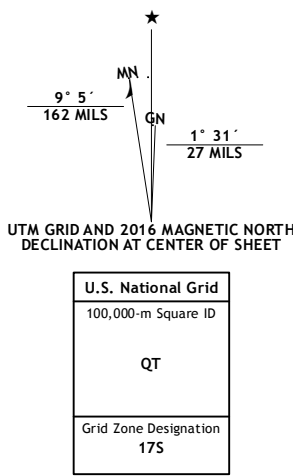 ★
MN
9° 5´
162 MILS
GN
1° 31´
27 MILS
UTM GRID AND 2016 MAGNETIC NORTH
DECLINATION AT CENTER OF SHEET
U.S. National Grid
100,000-m Square ID
QT
Grid Zone Designation
17S